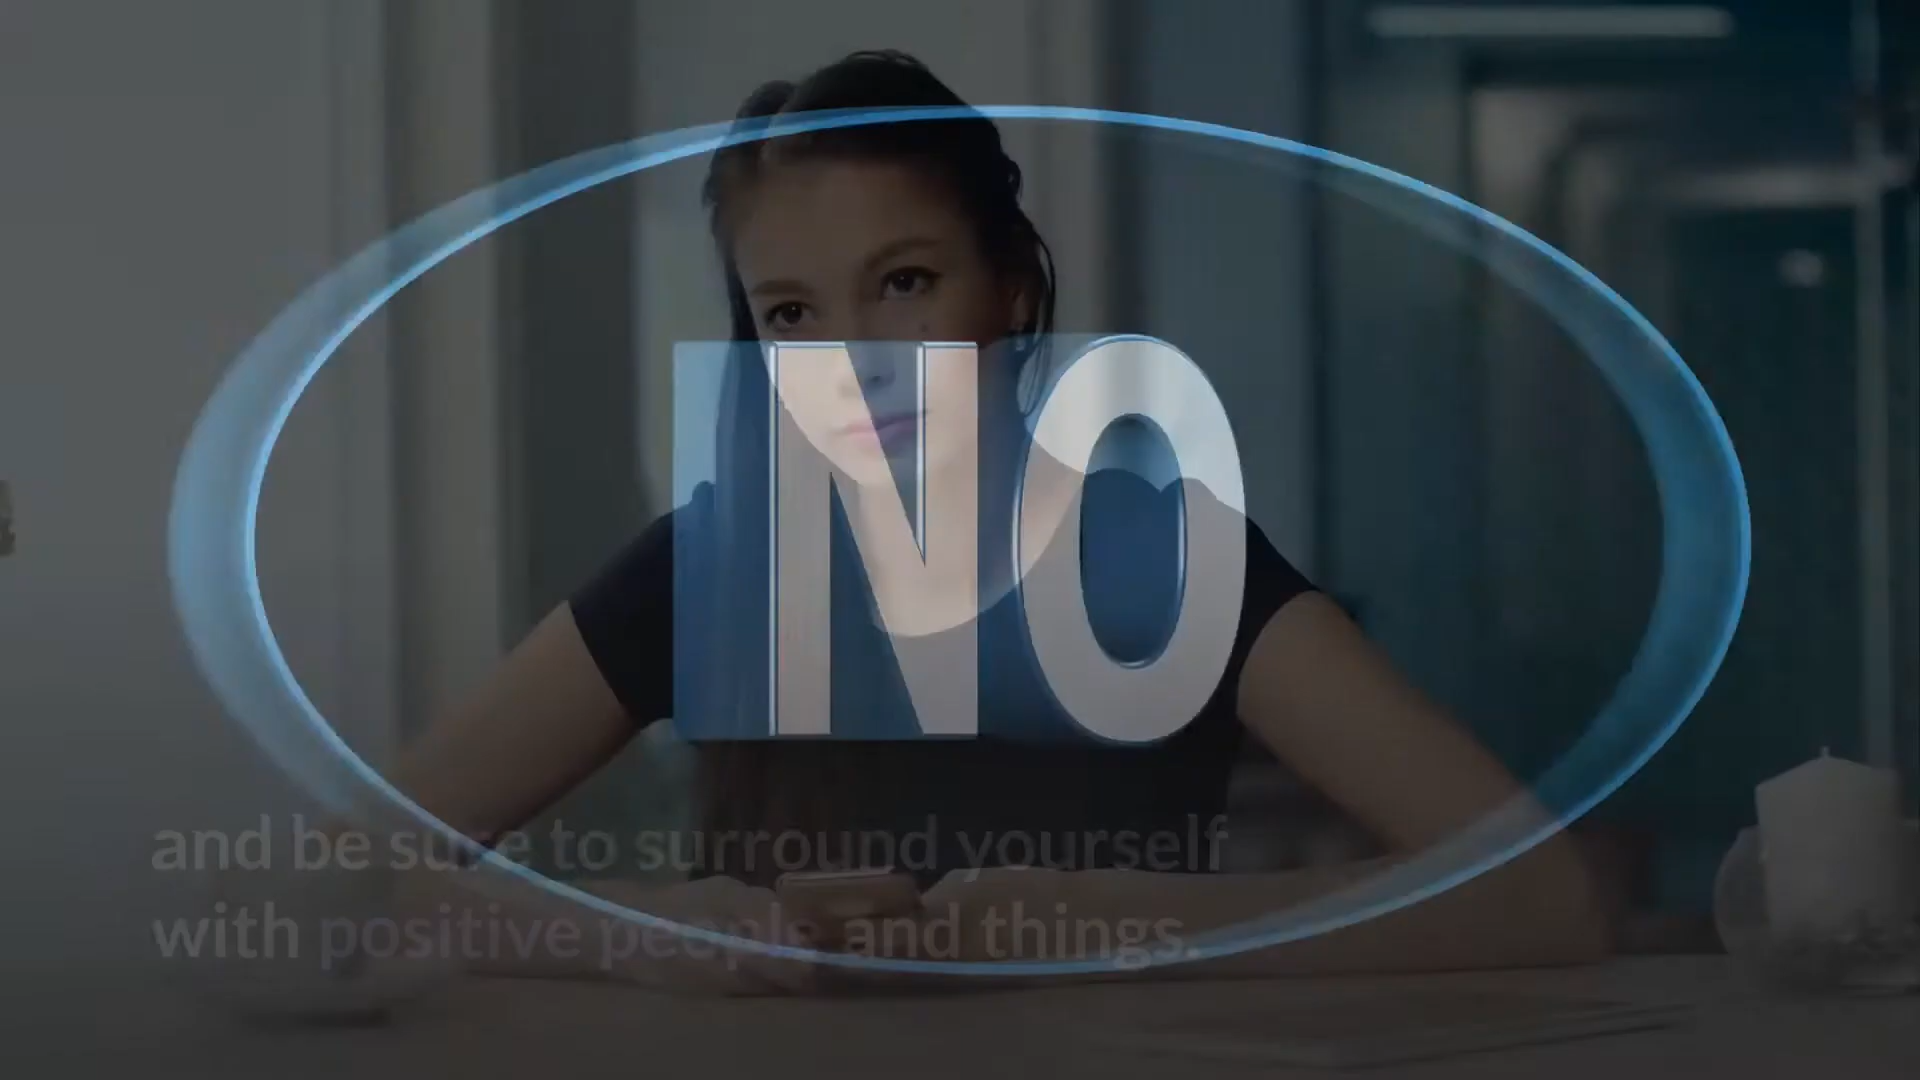 NO
and be sure to surround yourself
with positive people and things.